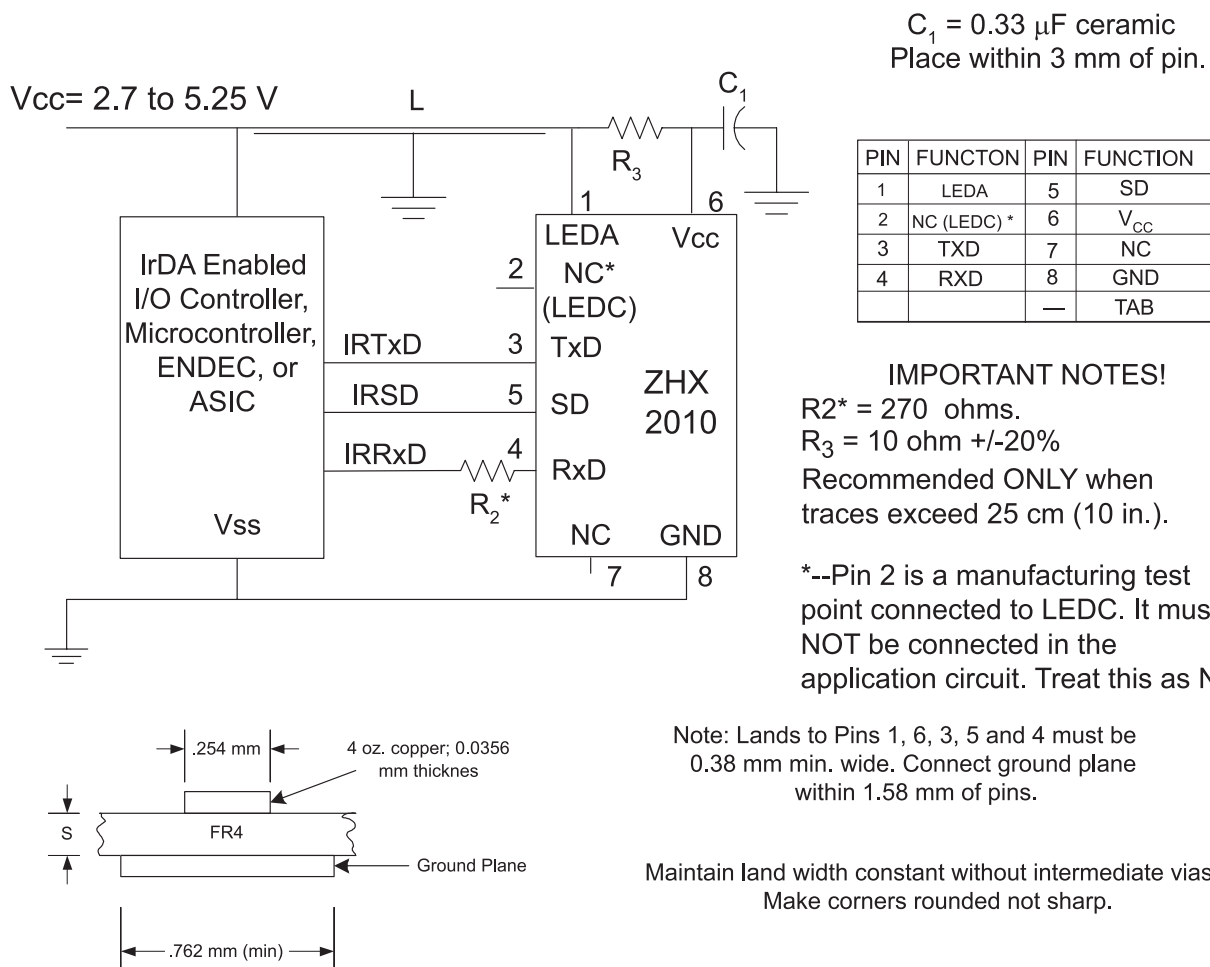 C1 = 0.33 μF ceramic
Place within 3 mm of pin.
Vcc= 2.7 to 5.25 V
L
C1
R3
1
6
LEDA
Vcc
2
NC*
(LEDC)
IrDA Enabled
I/O Controller,
Microcontroller,
ENDEC, or
ASIC
IRTxD
3
TxD
IRSD
5
SD
ZHX
2010
IRRxD
4
RxD
R2*
Vss
NC
GND
7
8
PIN FUNCTON PIN FUNCTION
1 LEDA 5 SD
2 NC (LEDC) * 6 VCC
3 TXD 7 NC
4 RXD 8 GND
— TAB
IMPORTANT NOTES!
R2* = 270 ohms.
R3 = 10 ohm +/-20%
Recommended ONLY when
traces exceed 25 cm (10 in.).
*--Pin 2 is a manufacturing test
point connected to LEDC. It mus
NOT be connected in the
application circuit. Treat this as N
.254 mm
4 oz. copper; 0.0356
mm thicknes
S
FR4
Ground Plane
.762 mm (min)
Note: Lands to Pins 1, 6, 3, 5 and 4 must be
0.38 mm min. wide. Connect ground plane
within 1.58 mm of pins.
Maintain land width constant without intermediate vias
Make corners rounded not sharp.